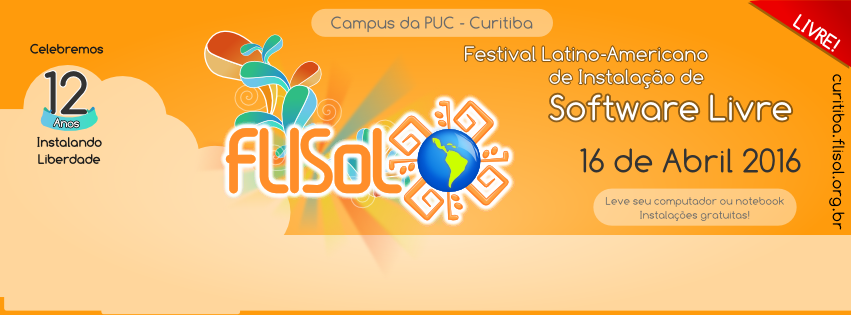 Campus da PUC - Curitiba
LIVRE!
Celebremos
12
Anos
Instalando
Liberdade
FLISoL
Festival Latino-Americano
de Instalação de
Software Livre
16 de Abril 2016
Leve seu computador ou notebook
Instalações gratuitas!
curitiba.flisol.org.br